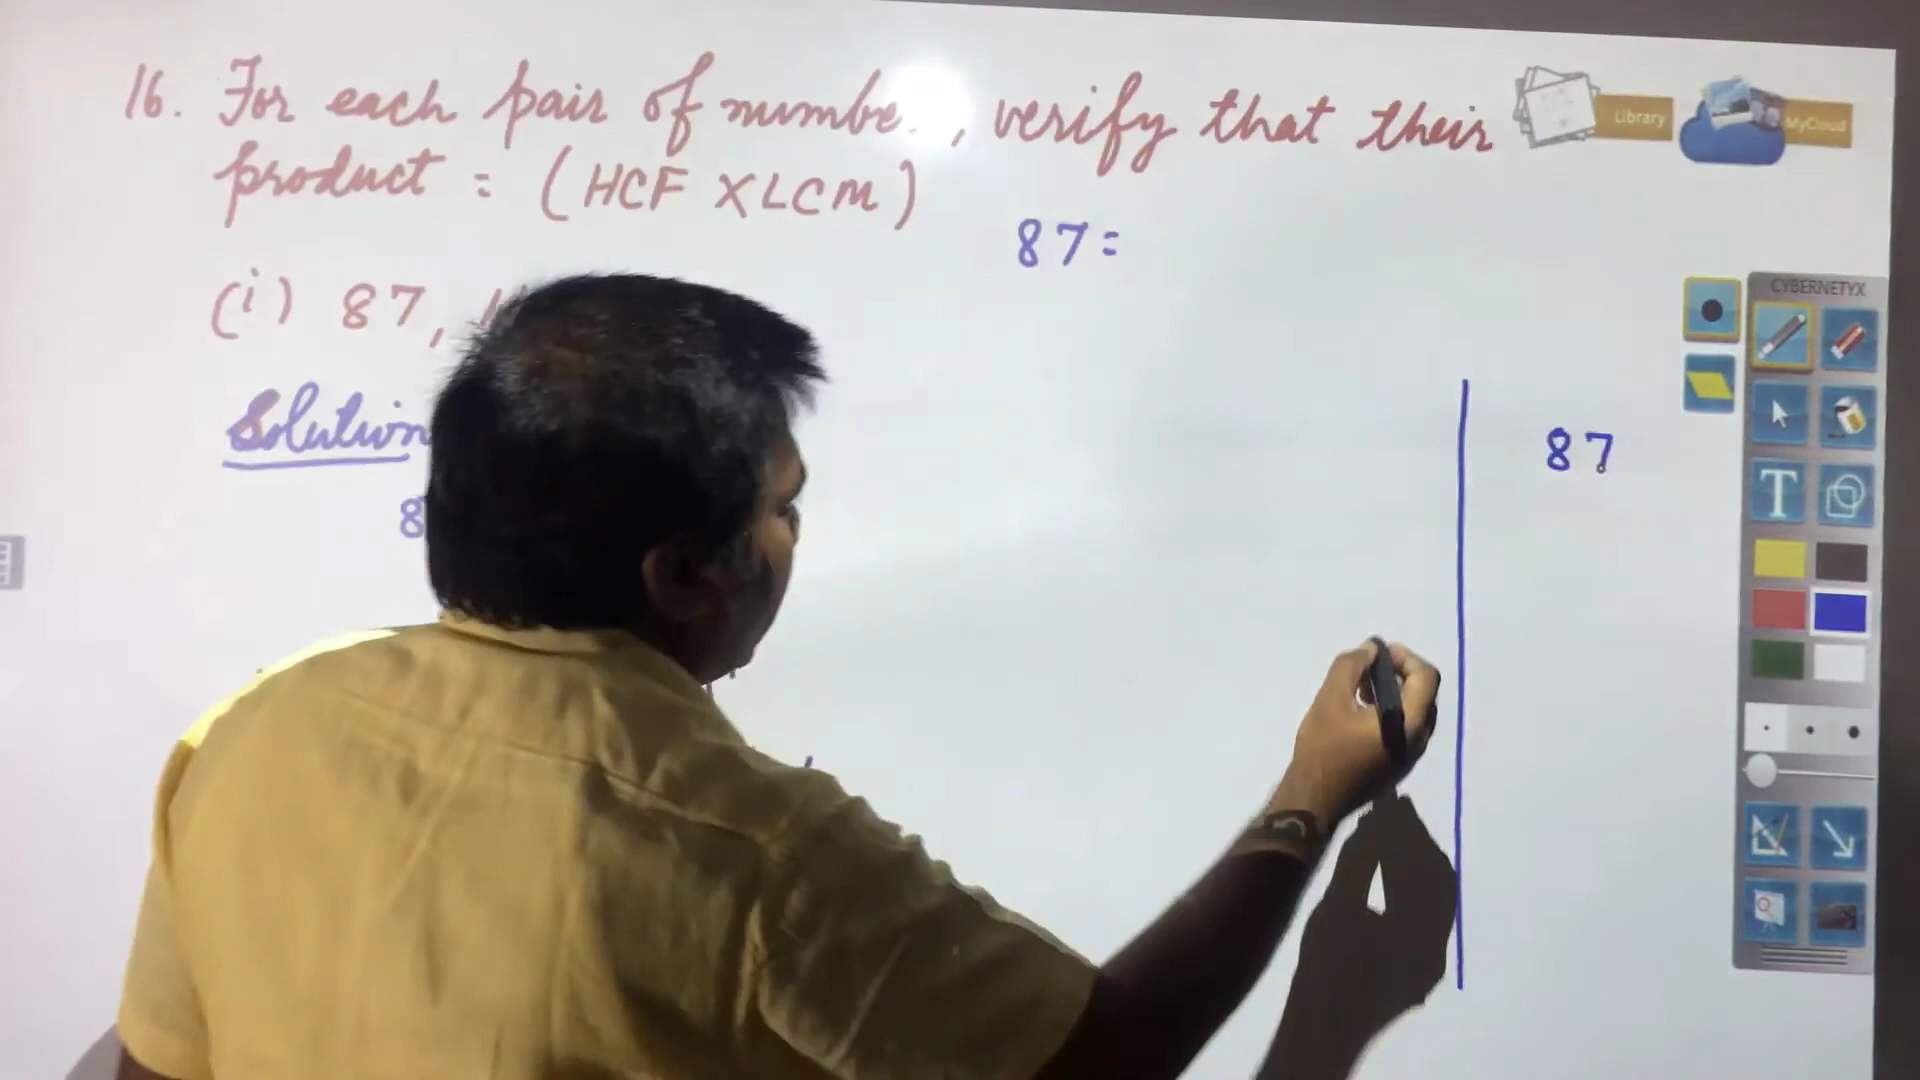 16. For each pair of numbe , verify that their
product = (HCF X LCM)
87 =
(i) 87,
Solution
8
87
Library
MyCloud
CYBERNETYX
T